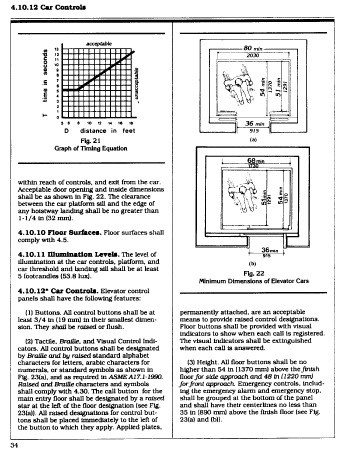 4.10.12 Car Controls
acceptable
unacceptable
time in seconds
T
D distance in feet
Fig. 21
Graph of Timing Equation
within reach of controls, and exit from the car.
Acceptable door opening and inside dimensions
shall be as shown in Fig. 22. The clearance
between the car platform sill and the edge of
any hoistway landing shall be no greater than
1-1/4 in (32 mm).
4.10.10 Floor Surfaces. Floor surfaces shall
comply with 4.5.
4.10.11 Illumination Levels. The level of
illumination at the car controls, platform, and
car threshold and landing sill shall be at least
5 footcandles (53.8 lux).
4.10.12* Car Controls. Elevator control
panels shall have the following features:
(1) Buttons. All control buttons shall be at
least 3/4 in (19 mm) in their smallest dimen-
sion. They shall be raised or flush.
(2) Tactile, Braille, and Visual Control Indi-
cators. All control buttons shall be designated
by Braille and by raised standard alphabet
characters for letters, arabic characters for
numerals, or standard symbols as shown in
Fig. 23(a), and as required in ASME A17.1-1990.
Raised and Braille characters and symbols
shall comply with 4.30. The call button for the
main entry floor shall be designated by a raised
star at the left of the floor designation (see Fig.
23(a)). All raised designations for control but-
tons shall be placed immediately to the left of
the button to which they apply. Applied plates,
80 min
2030
54 min
1370
51 min
1291
36 min
915
(a)
68 min
1730
51 min
1291
54 min
1370
36 min
915
(b)
Fig. 22
Minimum Dimensions of Elevator Cars
permanently attached, are an acceptable
means to provide raised control designations.
Floor buttons shall be provided with visual
indicators to show when each call is registered.
The visual indicators shall be extinguished
when each call is answered.
(3) Height. All floor buttons shall be no
higher than 54 in (1370 mm) above the finish
floor for side approach and 48 in (1220 mm)
for front approach. Emergency controls, includ-
ing the emergency alarm and emergency stop,
shall be grouped at the bottom of the panel
and shall have their centerlines no less than
35 in (890 mm) above the finish floor (see Fig.
23(a) and (b)).
34